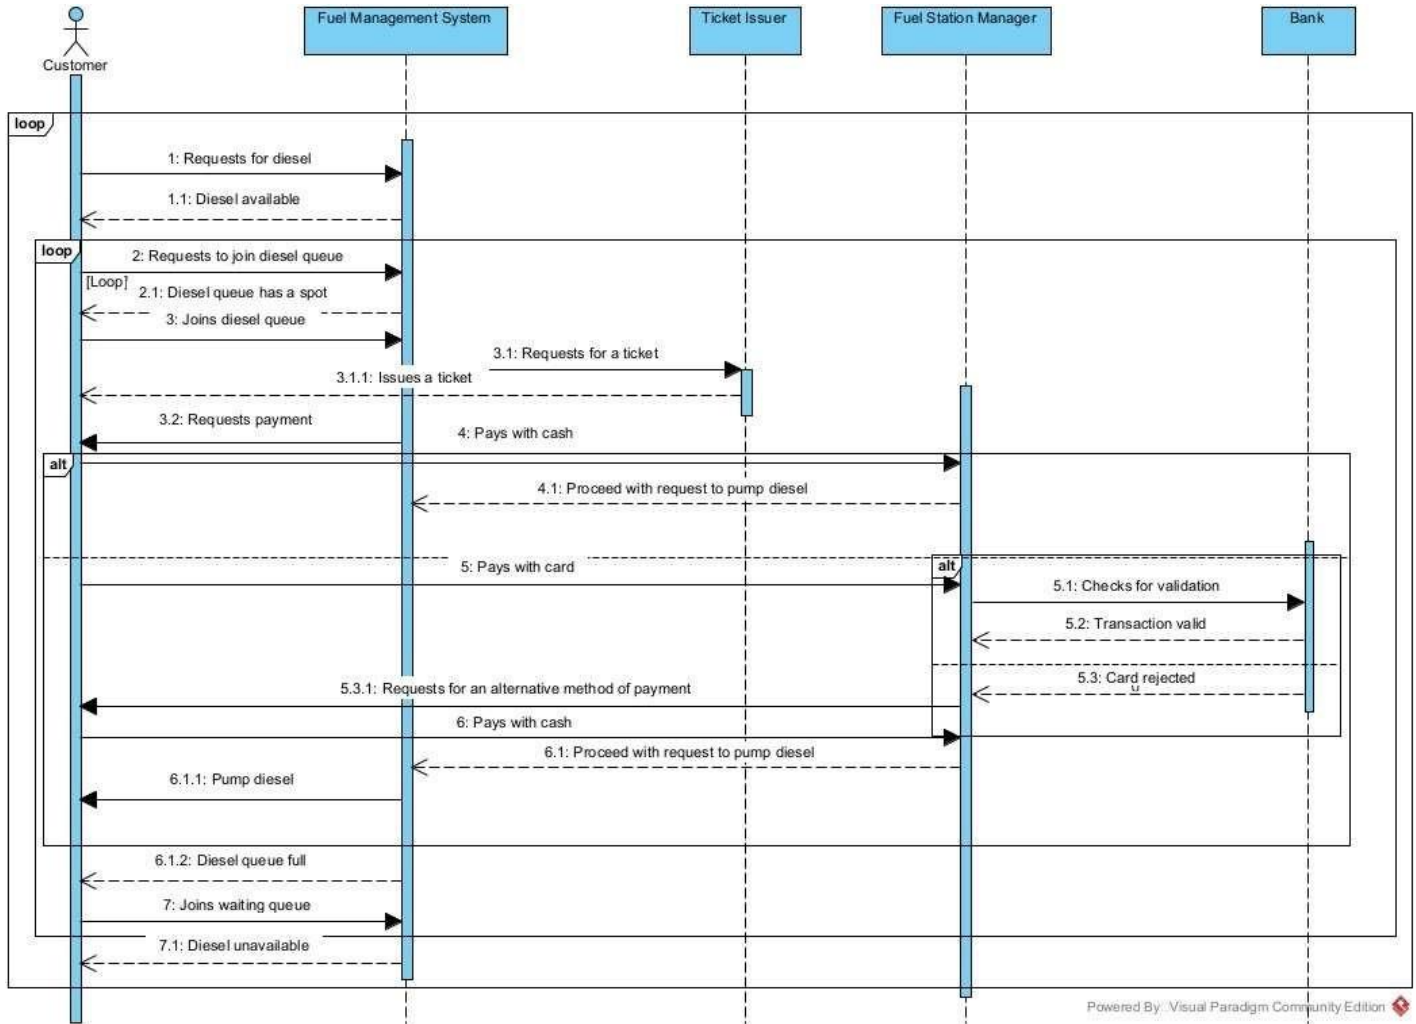 Fuel Management System
Ticket Issuer
Fuel Station Manager
Bank
Customer
loop
1: Requests for diesel
1.1: Diesel available
loop
2: Requests to join diesel queue
[Loop]
2.1: Diesel queue has a spot
3: Joins diesel queue
3.1: Requests for a ticket
3.1.1: Issues a ticket
3.2: Requests payment
4: Pays with cash
alt
4.1: Proceed with request to pump diesel
5: Pays with card
alt
5.1: Checks for validation
5.2: Transaction valid
5.3: Card rejected
5.3.1: Requests for an alternative method of payment
6: Pays with cash
6.1: Proceed with request to pump diesel
6.1.1: Pump diesel
6.1.2: Diesel queue full
7: Joins waiting queue
7.1: Diesel unavailable
Powered By: Visual Paradigm Community Edition